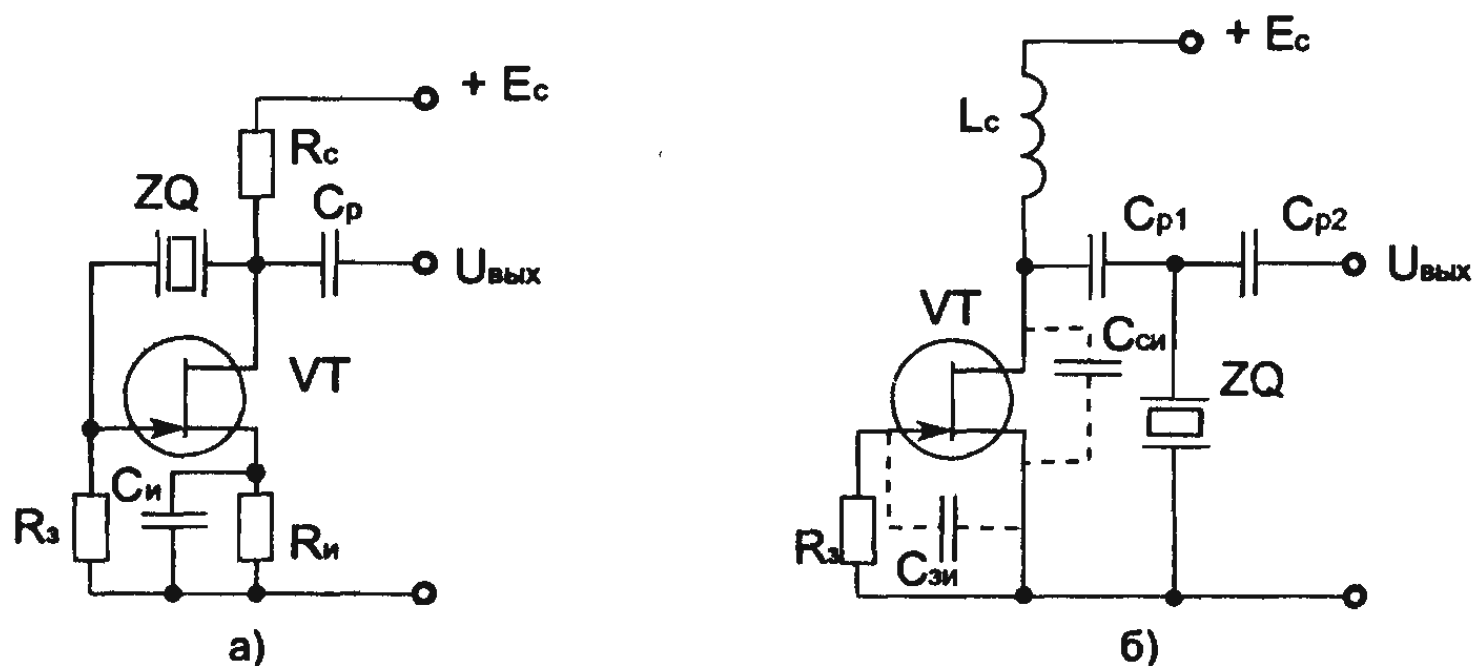 + Eс
Rс
ZQ
Cр
Uвых
VT
Cи
Rз
Rи
а)
+ Eс
Lс
Cр1
Cр2
Uвых
VT
Cси
ZQ
Rз
Cзи
б)